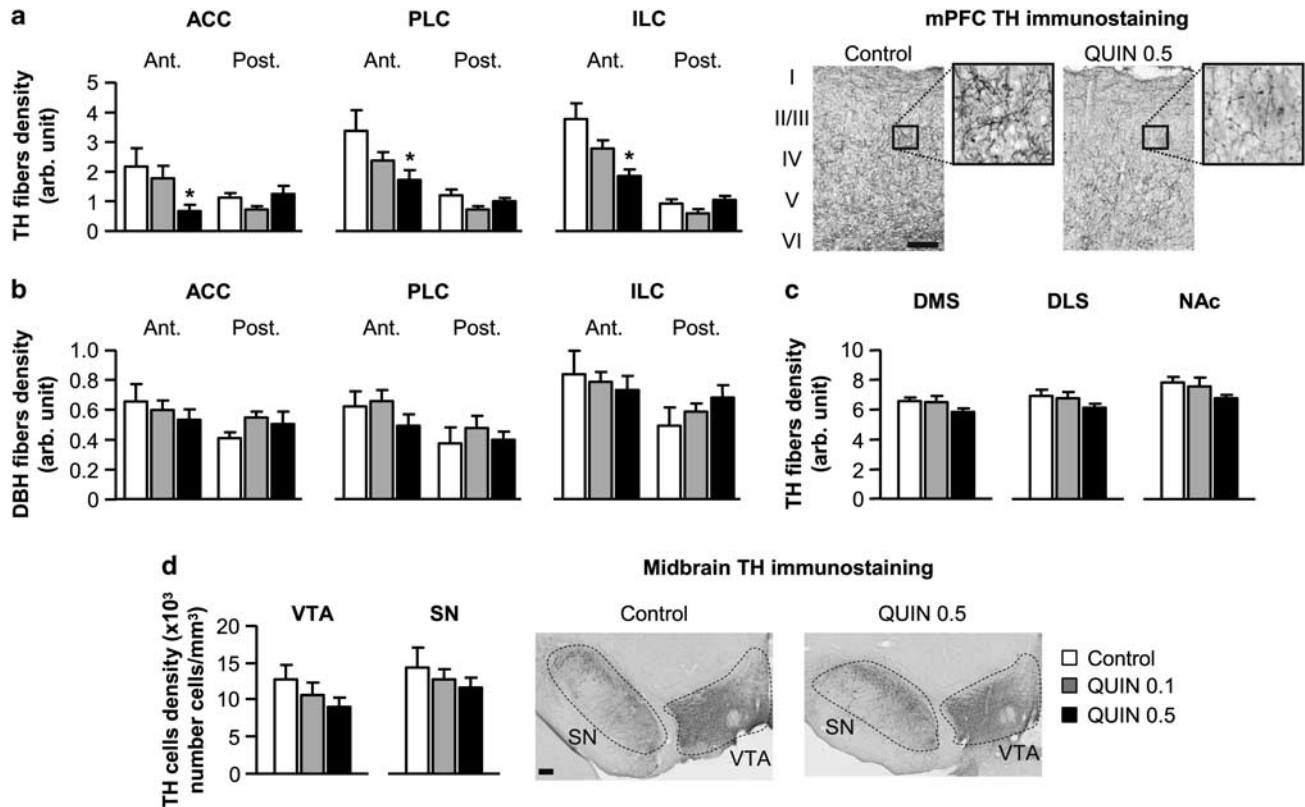 a
ACC PLC ILC
Ant. Post. Ant. Post. Ant. Post.
TH fibers density
(arb. unit)
5
4
3
2
1
0
* * *
mPFC TH immunostaining
Control QUIN 0.5
I
II/III
IV
V
VI
b
ACC PLC ILC
Ant. Post. Ant. Post. Ant. Post.
DBH fibers density
(arb. unit)
1.0
0.8
0.6
0.4
0.2
0
c
DMS DLS NAc
TH fibers density
(arb. unit)
10
8
6
4
2
0
d
VTA SN
TH cells density (x10³
number cells/mm³)
20
15
10
5
0
Midbrain TH immunostaining
Control QUIN 0.5
SN VTA SN VTA
Control
QUIN 0.1
QUIN 0.5